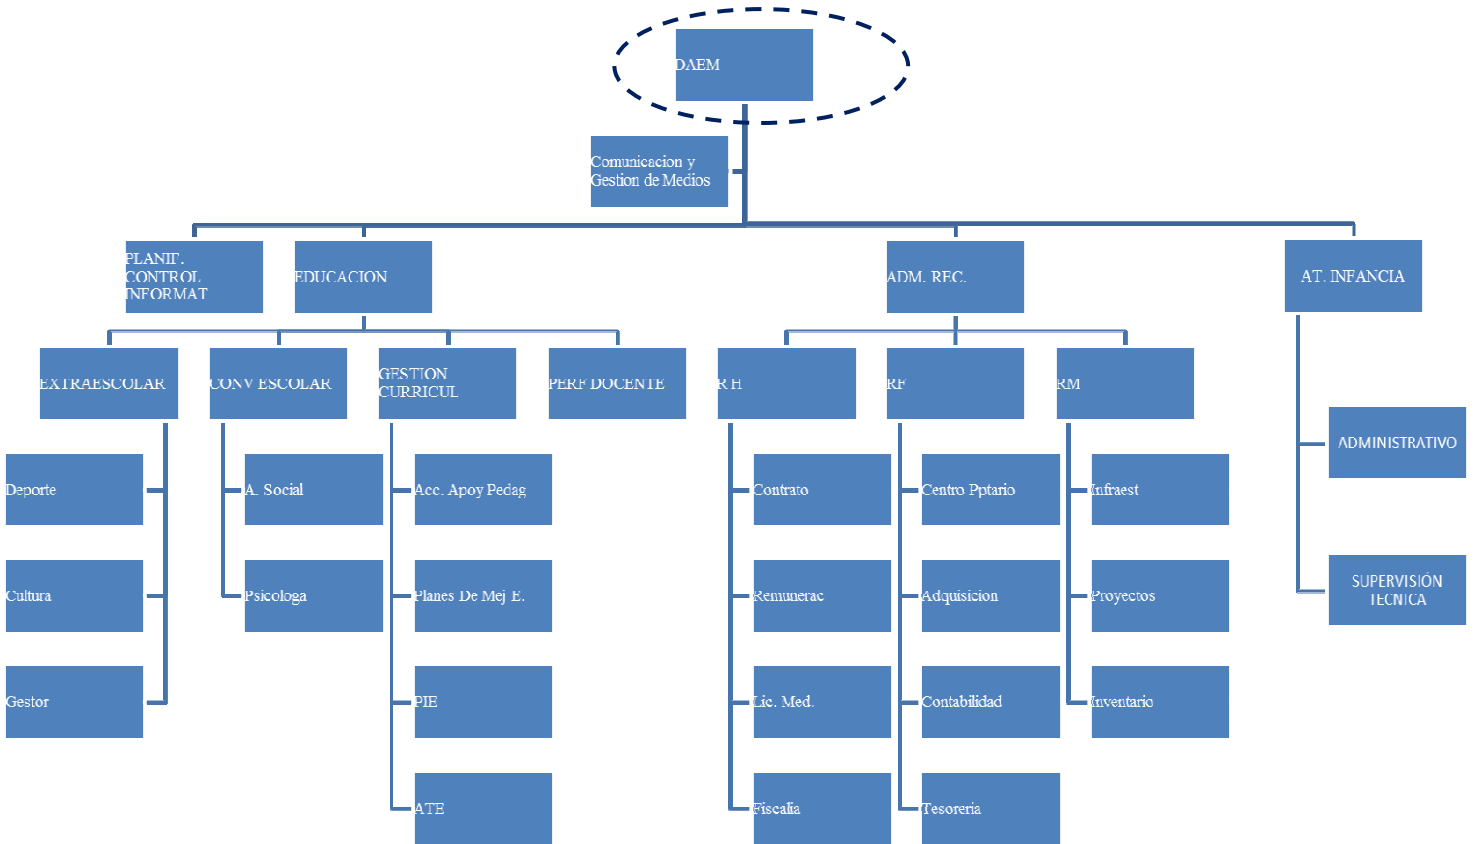 DAEM
Comunicacion y
Gestion de Medios
PLANIF.
CONTROL
INFORMAT
EDUCACION
ADM. REC.
AT. INFANCIA
EXTRAESCOLAR
CONV ESCOLAR
GESTION
CURRICUL
PERF DOCENTE
R H
RF
RM
ADMINISTRATIVO
Deporte
A. Social
Acc. Apoy Pedag
Contrato
Centro Pptario
Infraest
Cultura
Psicologa
Planes De Mej E.
Remunerac
Adquisicion
Proyectos
SUPERVISIÓN
TECNICA
Gestor
PIE
Lic. Med.
Contabilidad
Inventario
ATE
Fiscalia
Tesoreria